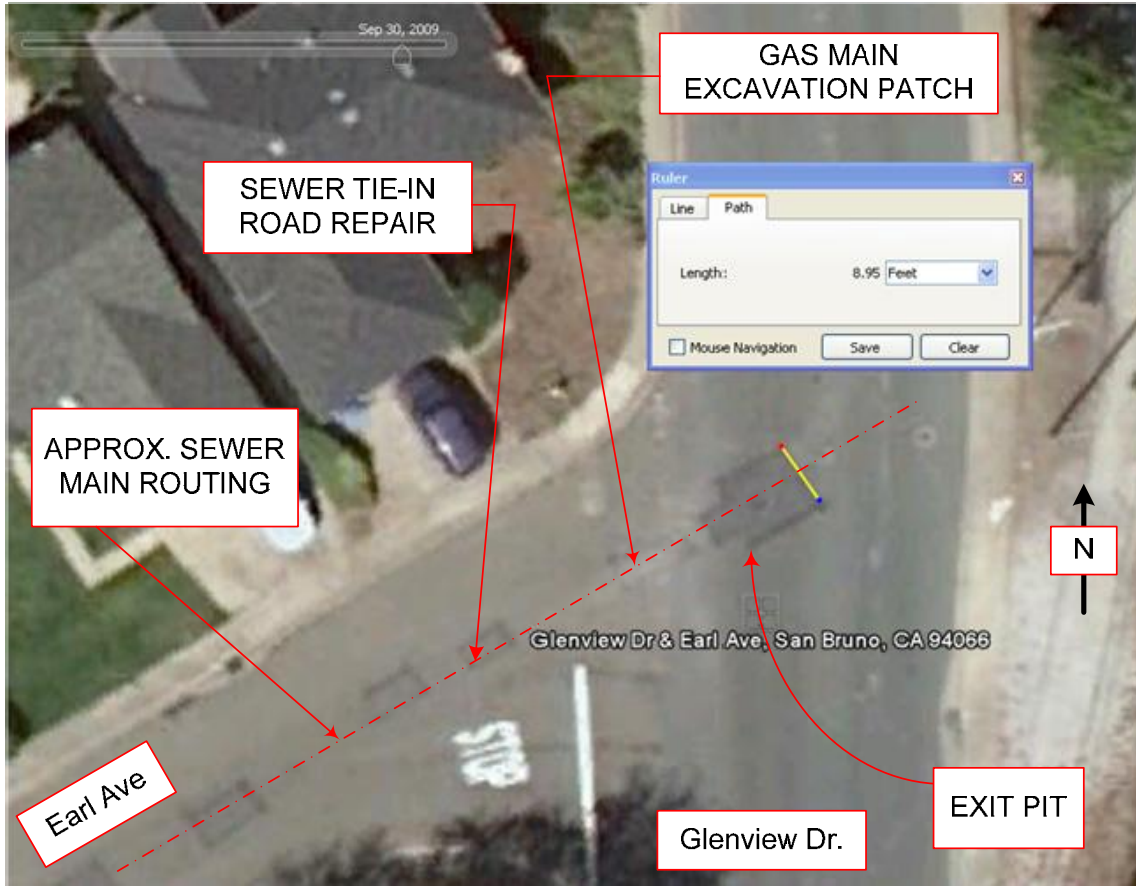 Sep 30, 2009
GAS MAIN
EXCAVATION PATCH
SEWER TIE-IN
ROAD REPAIR
Ruler
Line
Path
Length:
8.95 Feet
Mouse Navigation
Save
Clear
APPROX. SEWER
MAIN ROUTING
N
Glenview Dr & Earl Ave, San Bruno, CA 94066
STOP
Earl Ave
Glenview Dr.
EXIT PIT